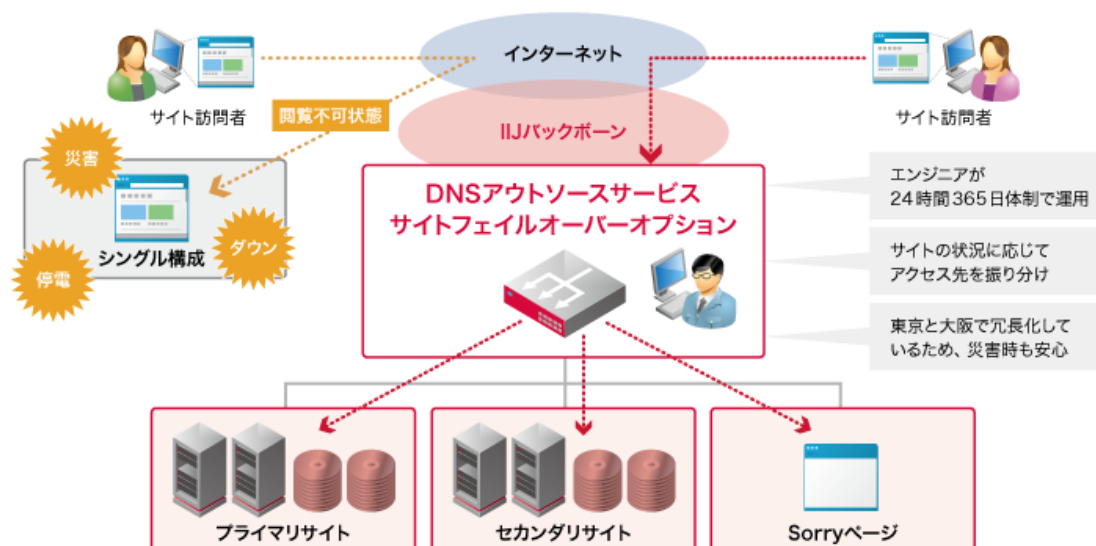 インターネット
サイト訪問者
サイト訪問者
閲覧不可状態
IIJバックボーン
災害
シングル構成
ダウン
停電
DNSアウトソースサービス
サイトフェイルオーバーオプション
エンジニアが
24時間365日体制で運用
サイトの状況に応じて
アクセス先を振り分け
東京と大阪で冗長化して
いるため、災害時も安心
プライマリサイト
セカンダリサイト
Sorryページ